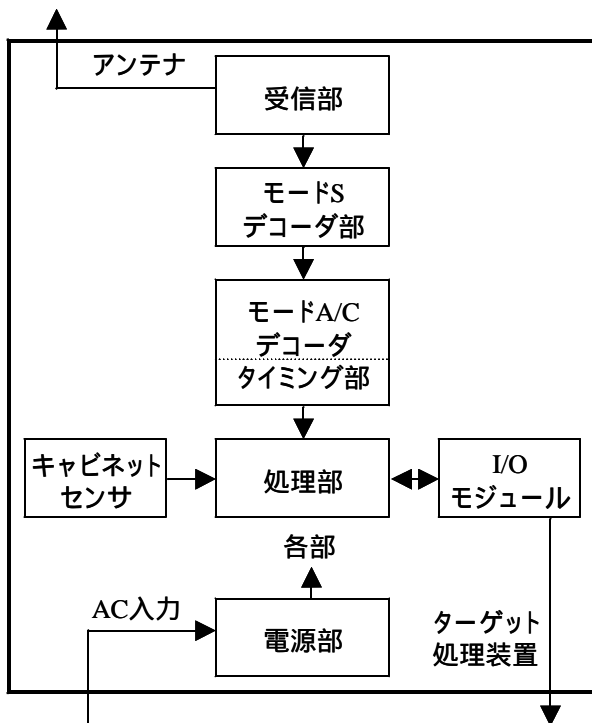 アンテナ
受信部
モードS
デコーダ部
モードA/C
デコーダ
タイミング部
キャビネット
センサ
処理部
I/O
モジュール
各部
AC入力
電源部
ターゲット
処理装置